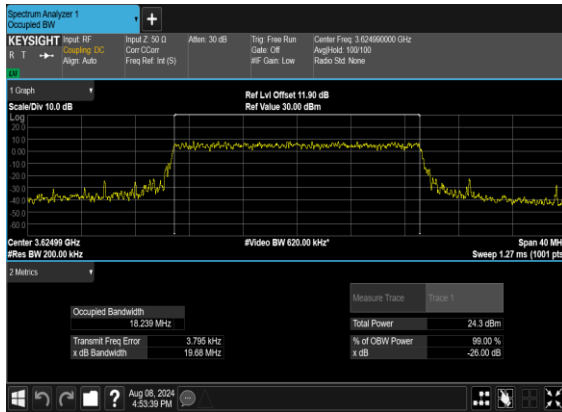 Spectrum Analyzer 1
Occupied BW
+
KEYSIGHT Input: RF Input Z: 50 Ω Atten: 30 dB Trig: Free Run Center Freq: 3.624990000 GHz
R T Coupling: DC Corr CCorr Gate: Off Avg|Hold: 100/100
Align: Auto Freq Ref: Int (S) #IF Gain: Low Radio Std: None
1 Graph
Ref Lvl Offset 11.90 dB
Scale/Div 10.0 dB Ref Value 30.00 dBm
Log
20.0
10.0
0.00
-10.0
-20.0
-30.0
-40.0
-50.0
-60.0
Center 3.62499 GHz #Video BW 620.00 kHz* Span 40 MH
#Res BW 200.00 kHz Sweep 1.27 ms (1001 pts
2 Metrics
Measure Trace Trace 1
Occupied Bandwidth
18.239 MHz Total Power 24.3 dBm
Transmit Freq Error 3.795 kHz % of OBW Power 99.00 %
x dB Bandwidth 19.68 MHz x dB -26.00 dB
?
Aug 08, 2024
4:53:39 PM